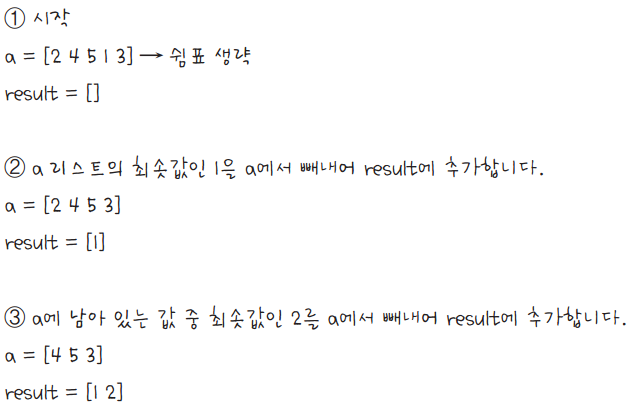 ① 시작
a = [2 4 5 1 3] → 쉼표 생략
result = []
② a 리스트의 최솟값인 1을 a에서 빼내어 result에 추가합니다.
a = [2 4 5 3]
result = [1]
③ a에 남아 있는 값 중 최솟값인 2를 a에서 빼내어 result에 추가합니다.
a = [4 5 3]
result = [1 2]